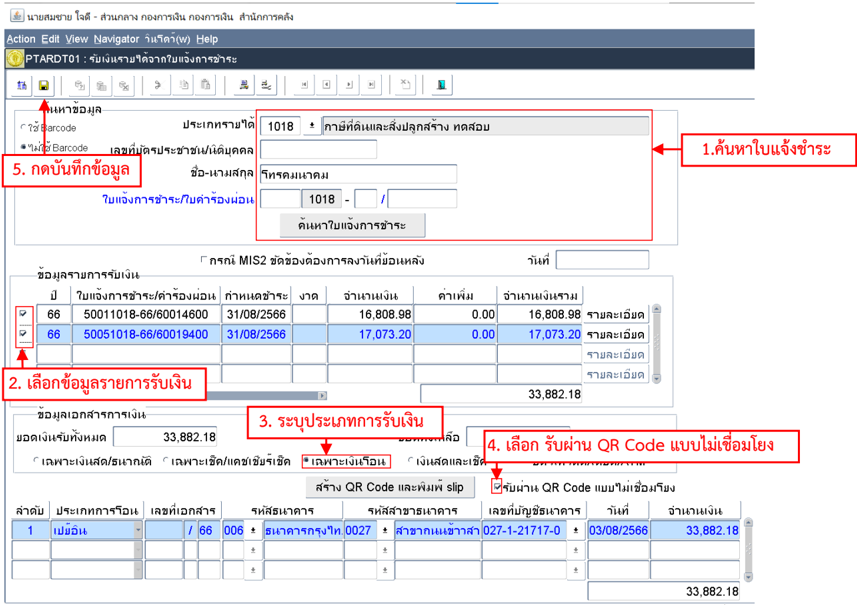 นายสมชาย ใจดี - ส่วนกลาง กองการเงิน กองการเงิน สำนักการคลัง
Action Edit View Navigator วินโดว์(w) Help
PTARDT01 : รับเงินรายได้จากใบแจ้งการชำระ
ค้นหาข้อมูล
ใช้ Barcode
ประเภทรายได้ 1018 ภาษีที่ดินและสิ่งปลูกสร้าง ทดสอบ
1.ค้นหาใบแจ้งชำระ
ไม่ใช้ Barcode
เลขที่บัตรประชาชน/นิติบุคคล
5. กดบันทึกข้อมูล
ชื่อ-นามสกุล โทรคมนาคม
ใบแจ้งการชำระ/ใบคำร้องผ่อน 1018 - /
ค้นหาใบแจ้งการชำระ
กรณี MIS2 ขัดข้องต้องการลงวันที่ย้อนหลัง วันที่
ข้อมูลรายการรับเงิน
ปี ใบแจ้งการชำระ/คำร้องผ่อน กำหนดชำระ งวด จำนวนเงิน ค่าเพิ่ม จำนวนเงินรวม
66 50011018-66/60014600 31/08/2566 16,808.98 0.00 16,808.98 รายละเอียด
66 50051018-66/60019400 31/08/2566 17,073.20 0.00 17,073.20 รายละเอียด
รายละเอียด
รายละเอียด
2. เลือกข้อมูลรายการรับเงิน
33,882.18
ข้อมูลเอกสารการเงิน
3. ระบุประเภทการรับเงิน
ยอดเงินรับทั้งหมด 33,882.18
4. เลือก รับผ่าน QR Code แบบไม่เชื่อมโยง
เฉพาะเงินสด/ธนาณัติ เฉพาะเช็ค/แคชเชียร์เช็ค เฉพาะเงินโอน เงินสดและเช็ค
สร้าง QR Code และพิมพ์ slip รับผ่าน QR Code แบบไม่เชื่อมโยง
ลำดับ ประเภทการโอน เลขที่เอกสาร รหัสธนาคาร รหัสสาขาธนาคาร เลขที่บัญชีธนาคาร วันที่ จำนวนเงิน
1 เปย์อิน / 66 006 ธนาคารกรุงไท 0027 สาขาถนนข้าวสา 027-1-21717-0 03/08/2566 33,882.18
33,882.18